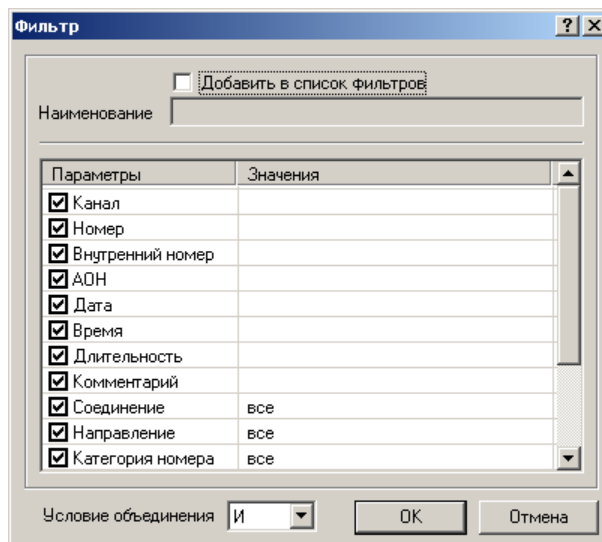 Фильтр
Добавить в список фильтров
Наименование
Параметры Значения
Канал
Номер
Внутренний номер
АОН
Дата
Время
Длительность
Комментарий
Соединение все
Направление все
Категория номера все
Условие объединения И OK Отмена